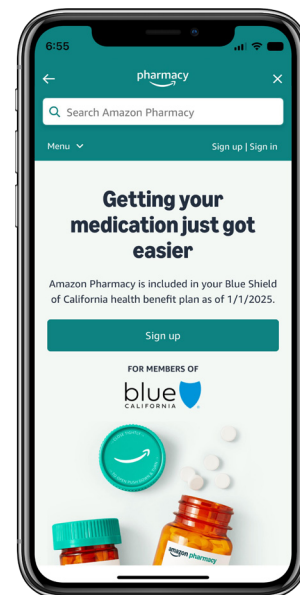 6:55
pharmacy
Search Amazon Pharmacy
Menu
Sign up | Sign in
Getting your
medication just got
easier
Amazon Pharmacy is included in your Blue Shield
of California health benefit plan as of 1/1/2025.
Sign up
FOR MEMBERS OF
blue
CALIFORNIA
amazon pharmacy